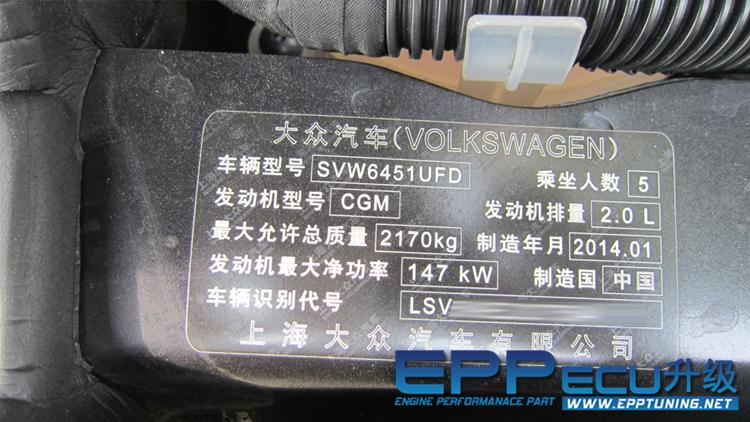 大众汽车(VOLKSWAGEN)
车辆型号 SVW6451UFD 乘坐人数 5
发动机型号 CGM 发动机排量 2.0 L
最大允许总质量 2170kg 制造年月 2014.01
发动机最大净功率 147 kW 制造国 中国
车辆识别代号 LSV
上海大众汽车有限公司
EPP ECU升级
ENGINE PERFORMANACE PART WWW.EPPTUNING.NET